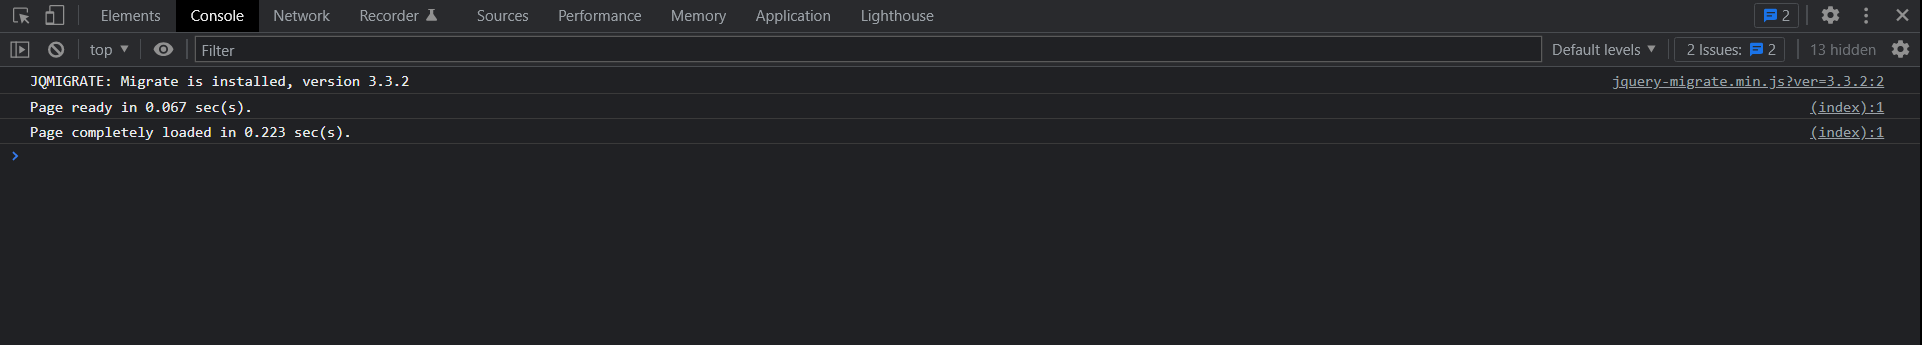 Elements Console Network Recorder Sources Performance Memory Application Lighthouse 2
top Filter Default levels 2 Issues: 2 13 hidden
JQMIGRATE: Migrate is installed, version 3.3.2 jquery-migrate.min.js?ver=3.3.2:2
Page ready in 0.067 sec(s). (index):1
Page completely loaded in 0.223 sec(s). (index):1